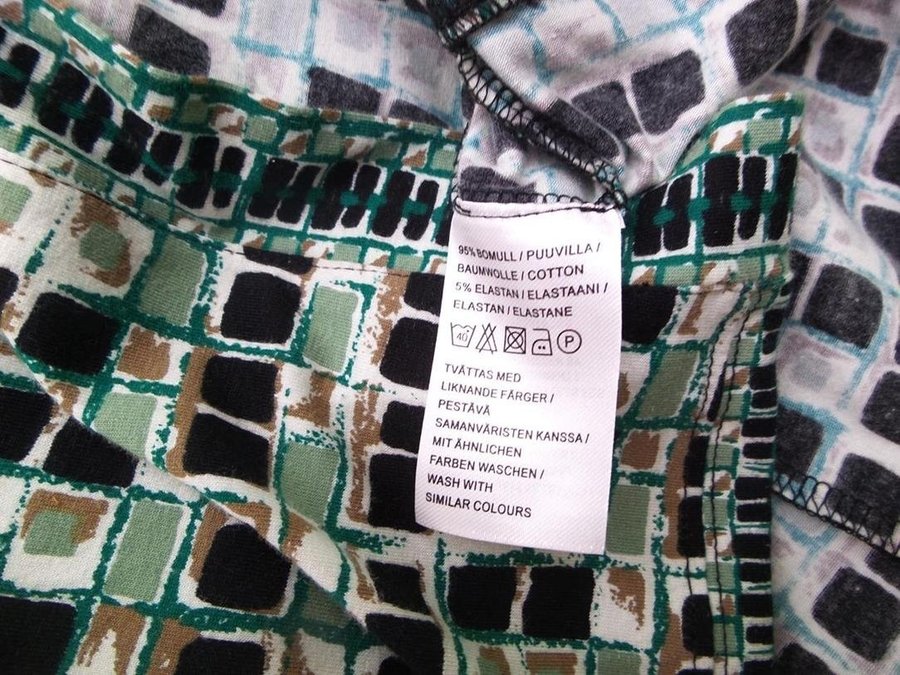 95% BOMULL / PUUVILLA /
BAUMWOLLE / COTTON
5% ELASTAN / ELASTAANI /
ELASTAN / ELASTANE
40 P
TVÄTTAS MED
LIKNANDE FÄRGER /
PESTÄVÄ
SAMANVÄRISTEN KANSSA /
MIT ÄHNLICHEN
FARBEN WASCHEN /
WASH WITH
SIMILAR COLOURS